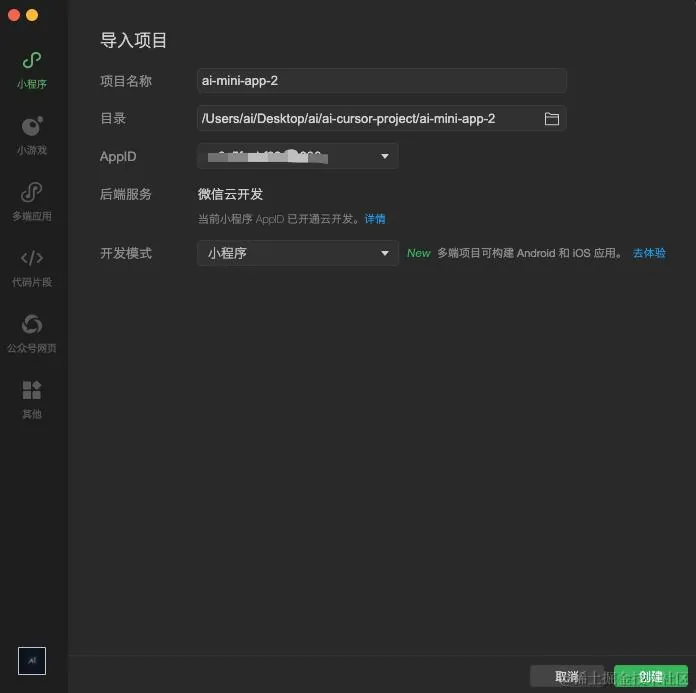 导入项目
小程序
小游戏
多端应用
代码片段
公众号网页
其他
项目名称 ai-mini-app-2
目录 /Users/ai/Desktop/ai/ai-cursor-project/ai-mini-app-2
AppID
后端服务 微信云开发
当前小程序 AppID 已开通云开发。详情
开发模式 小程序 New 多端项目可构建 Android 和 iOS 应用。 去体验
AI
取消 创建
@稀土掘金技术社区